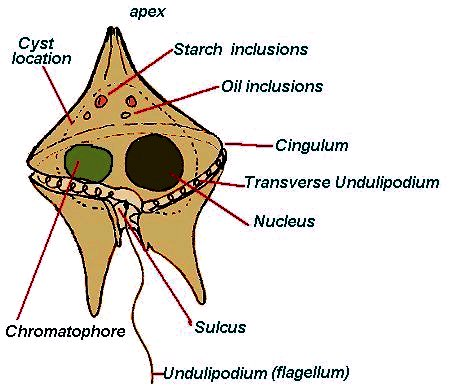 apex
Cyst
location
Starch inclusions
Oil inclusions
Cingulum
Transverse Undulipodium
Nucleus
Chromatophore
Sulcus
Undulipodium (flagellum)